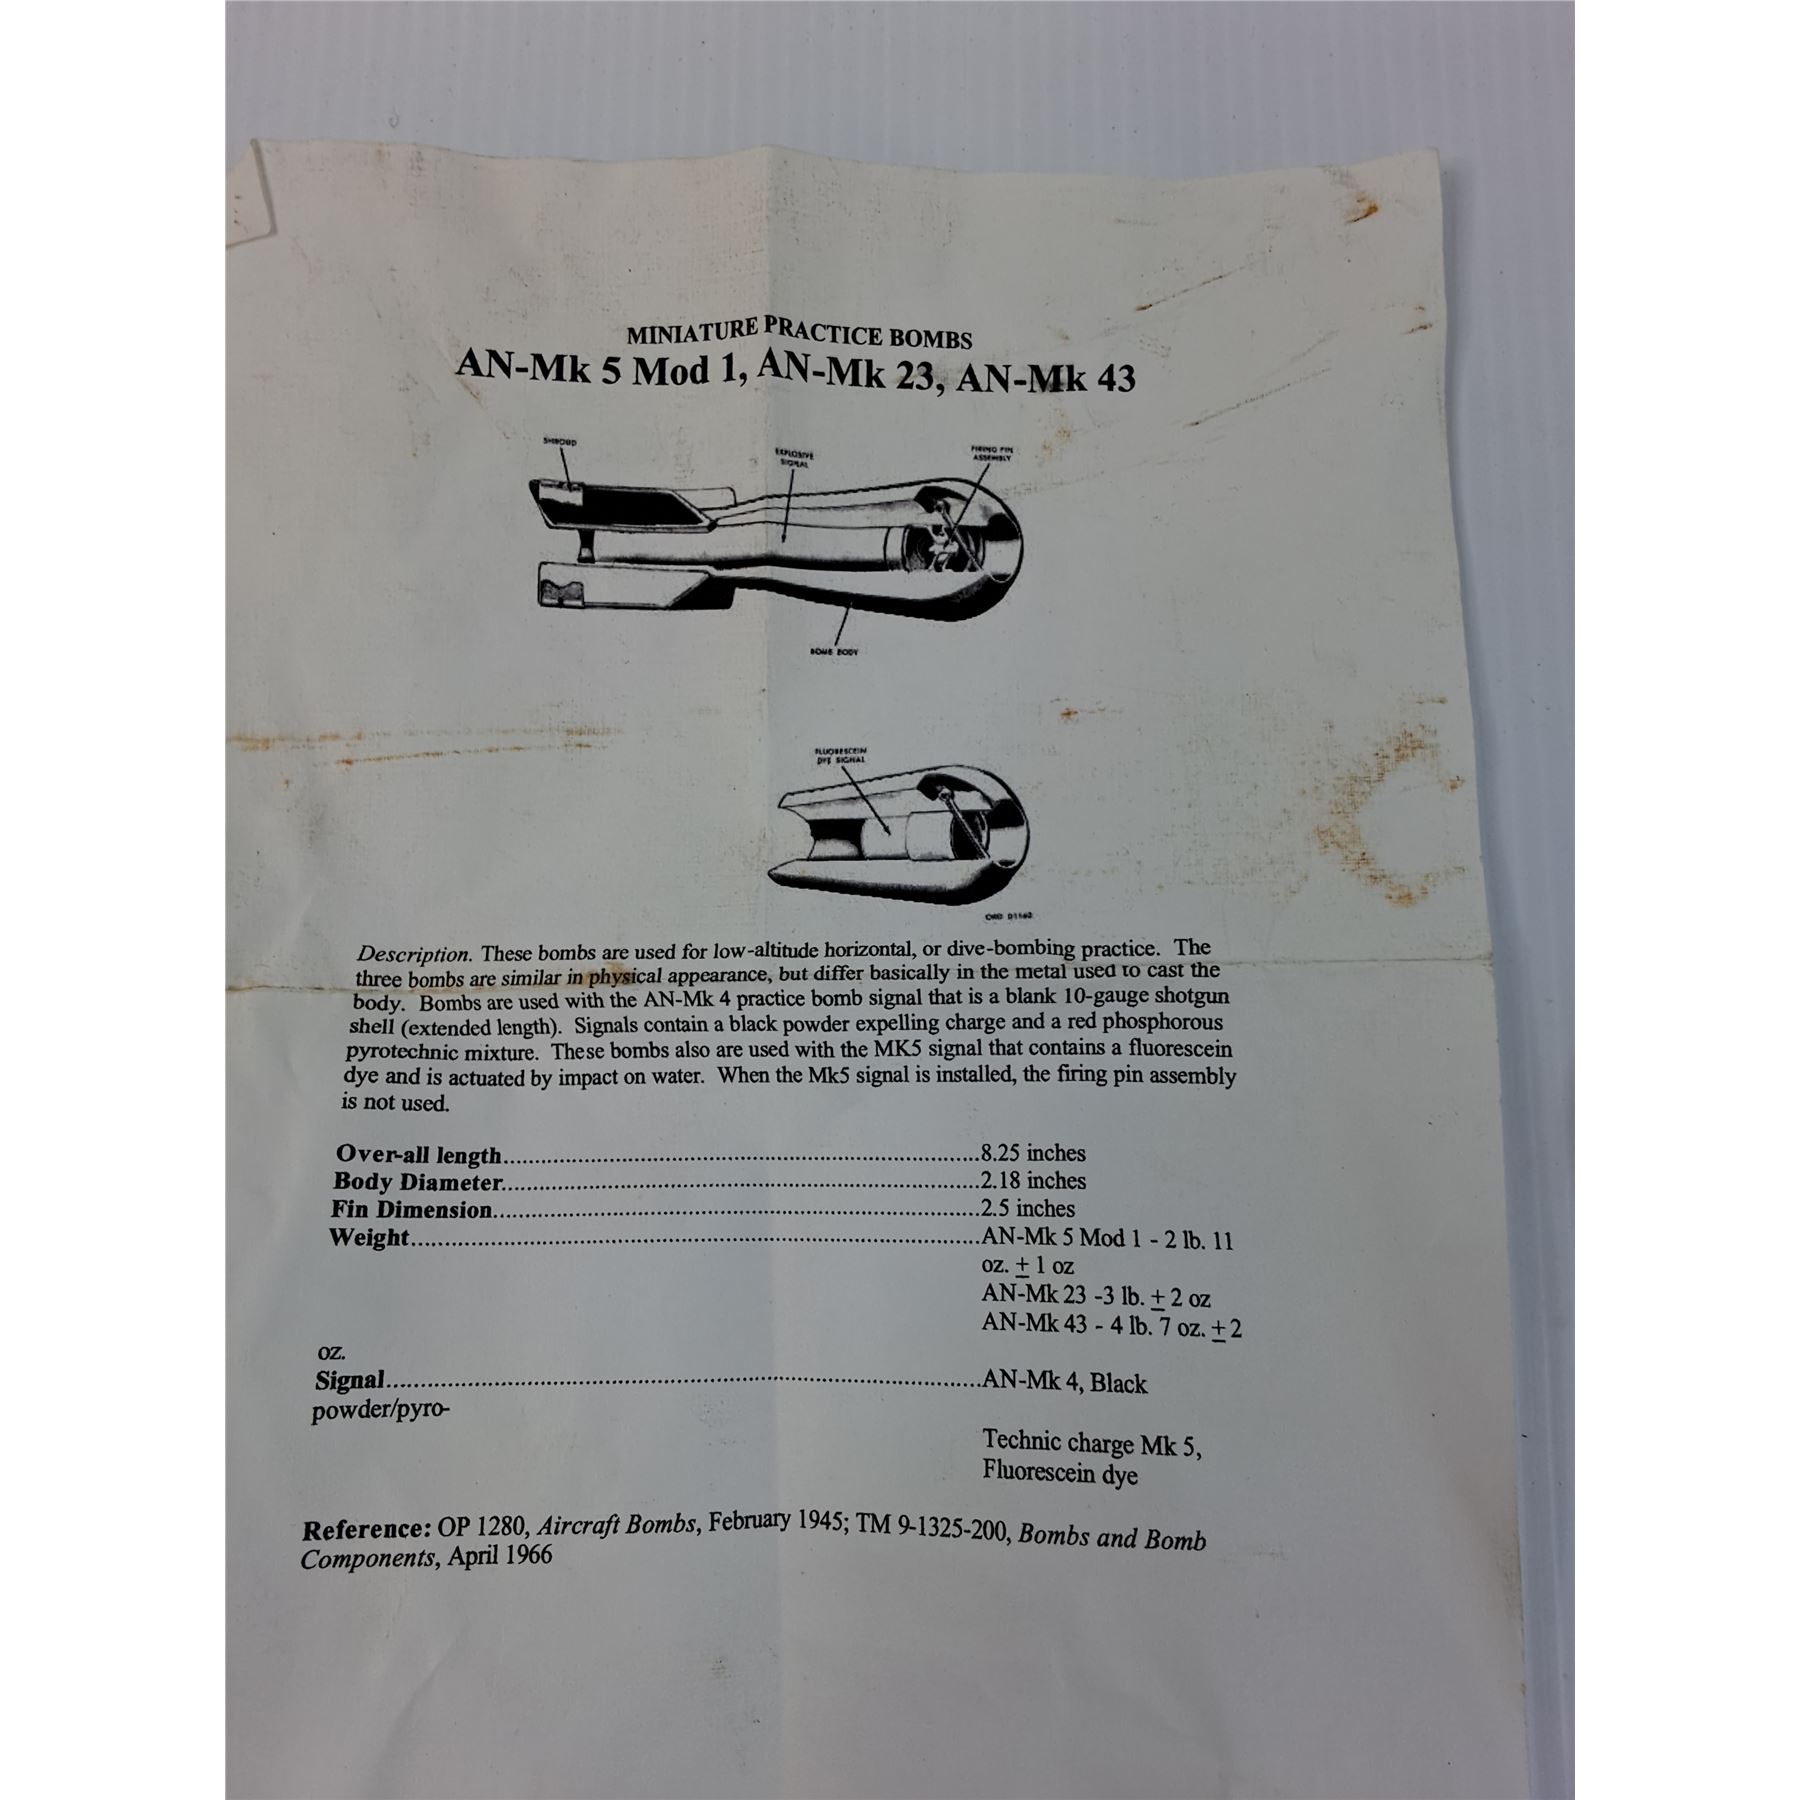 MINIATURE PRACTICE BOMBS
AN-Mk 5 Mod 1, AN-Mk 23, AN-Mk 43
SHROUD
EXPLOSIVE
SIGNAL
FIRING PIN
ASSEMBLY
BOMB BODY
FLUORESCEIN
DYE SIGNAL
ORD D1162
Description. These bombs are used for low-altitude horizontal, or dive-bombing practice. The
three bombs are similar in physical appearance, but differ basically in the metal used to cast the
body. Bombs are used with the AN-Mk 4 practice bomb signal that is a blank 10-gauge shotgun
shell (extended length). Signals contain a black powder expelling charge and a red phosphorous
pyrotechnic mixture. These bombs also are used with the MK5 signal that contains a fluorescein
dye and is actuated by impact on water. When the Mk5 signal is installed, the firing pin assembly
is not used.
Over-all length....................8.25 inches
Body Diameter....................2.18 inches
Fin Dimension....................2.5 inches
Weight....................AN-Mk 5 Mod 1 - 2 lb. 11
oz. ± 1 oz
AN-Mk 23 -3 lb. ± 2 oz
AN-Mk 43 - 4 lb. 7 oz. ± 2
oz.
Signal....................AN-Mk 4, Black
powder/pyro-
Technic charge Mk 5,
Fluorescein dye
Reference: OP 1280, Aircraft Bombs, February 1945; TM 9-1325-200, Bombs and Bomb
Components, April 1966